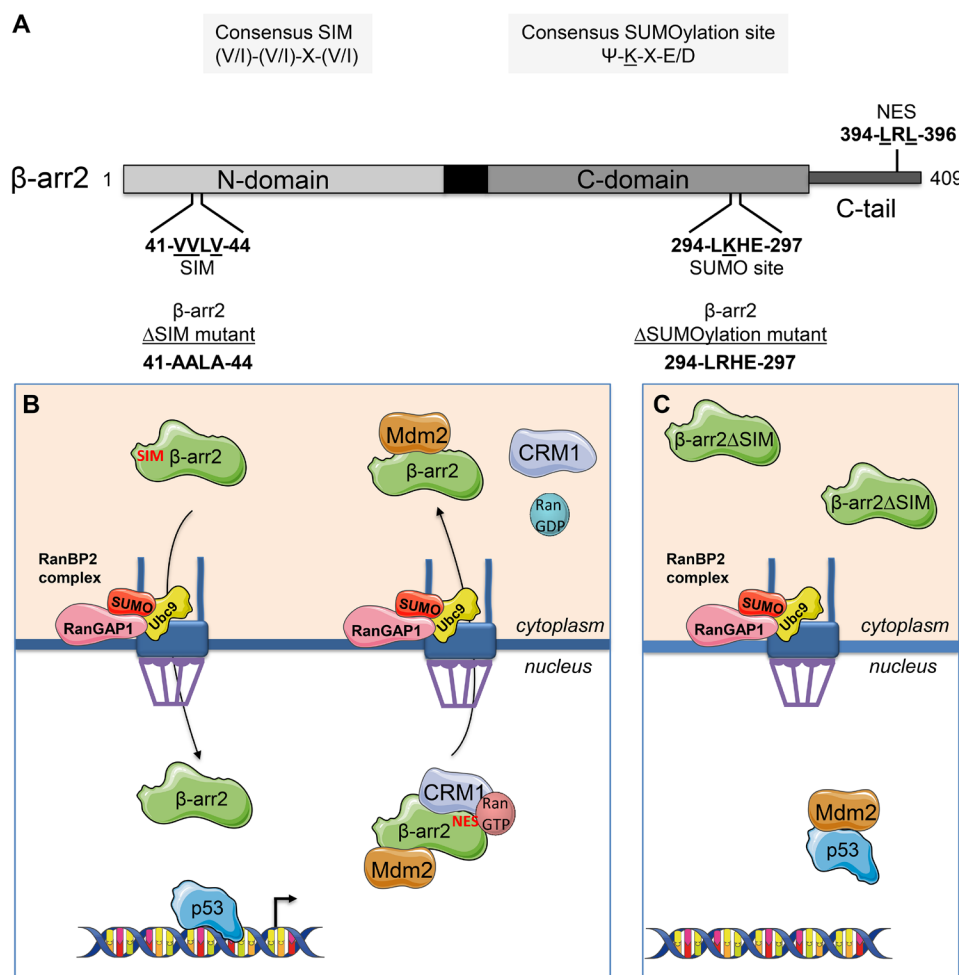 A
Consensus SIM
(V/I)-(V/I)-X-(V/I)
Consensus SUMOylation site
Ψ-K-X-E/D
NES
394-LRL-396
β-arr2
1
N-domain
C-domain
409
C-tail
41-VVLV-44
SIM
294-LKHE-297
SUMO site
β-arr2
ΔSIM mutant
41-AALA-44
β-arr2
ΔSUMOylation mutant
294-LRHE-297
B
SIM β-arr2
Mdm2
β-arr2
CRM1
Ran
GDP
RanBP2
complex
SUMO
Ubc9
RanGAP1
SUMO
Ubc9
RanGAP1
cytoplasm
nucleus
β-arr2
CRM1
Ran
GTP
β-arr2 NES
Mdm2
p53
C
β-arr2ΔSIM
β-arr2ΔSIM
RanBP2
complex
SUMO
Ubc9
RanGAP1
cytoplasm
nucleus
Mdm2
p53